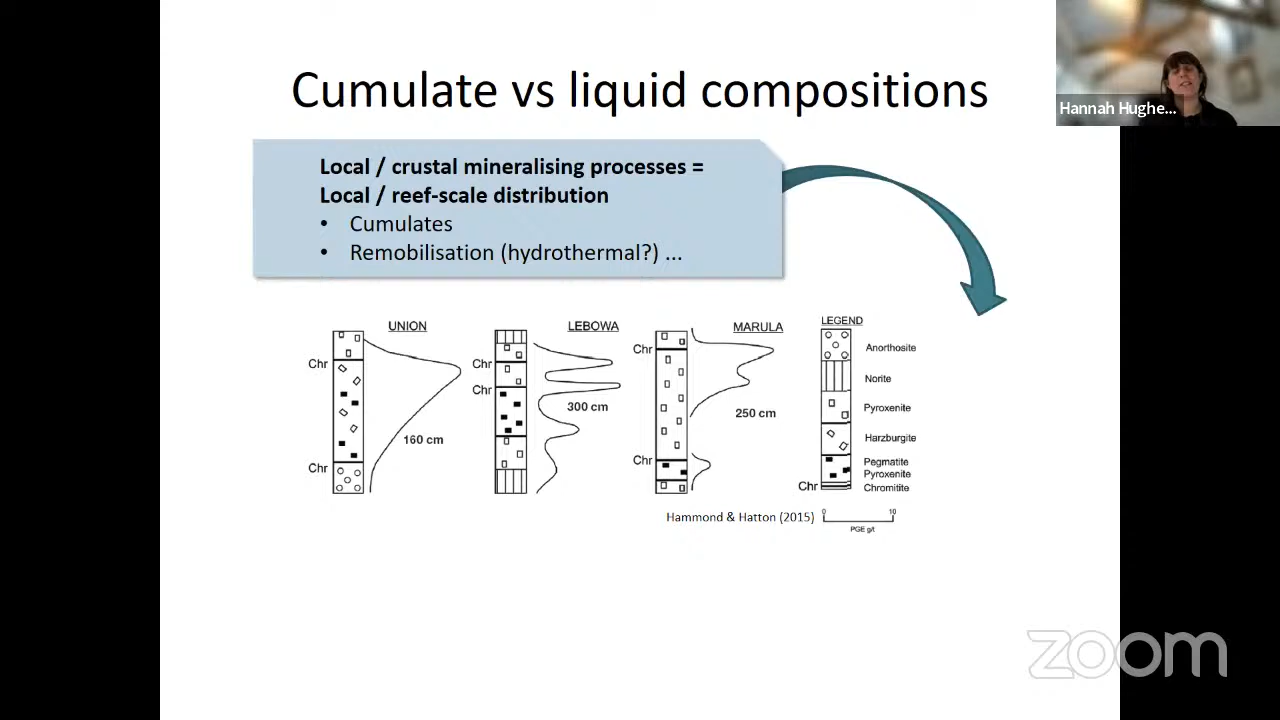 Cumulate vs liquid compositions
Hannah Hughe...
Local / crustal mineralising processes =
Local / reef-scale distribution
• Cumulates
• Remobilisation (hydrothermal?) ...
UNION
Chr
Chr
160 cm
LEBOWA
Chr
Chr
300 cm
MARULA
Chr
Chr
250 cm
LEGEND
Anorthosite
Norite
Pyroxenite
Harzburgite
Pegmatite
Pyroxenite
Chr Chromitite
Hammond & Hatton (2015)
0 10
PGE g/t
zoom